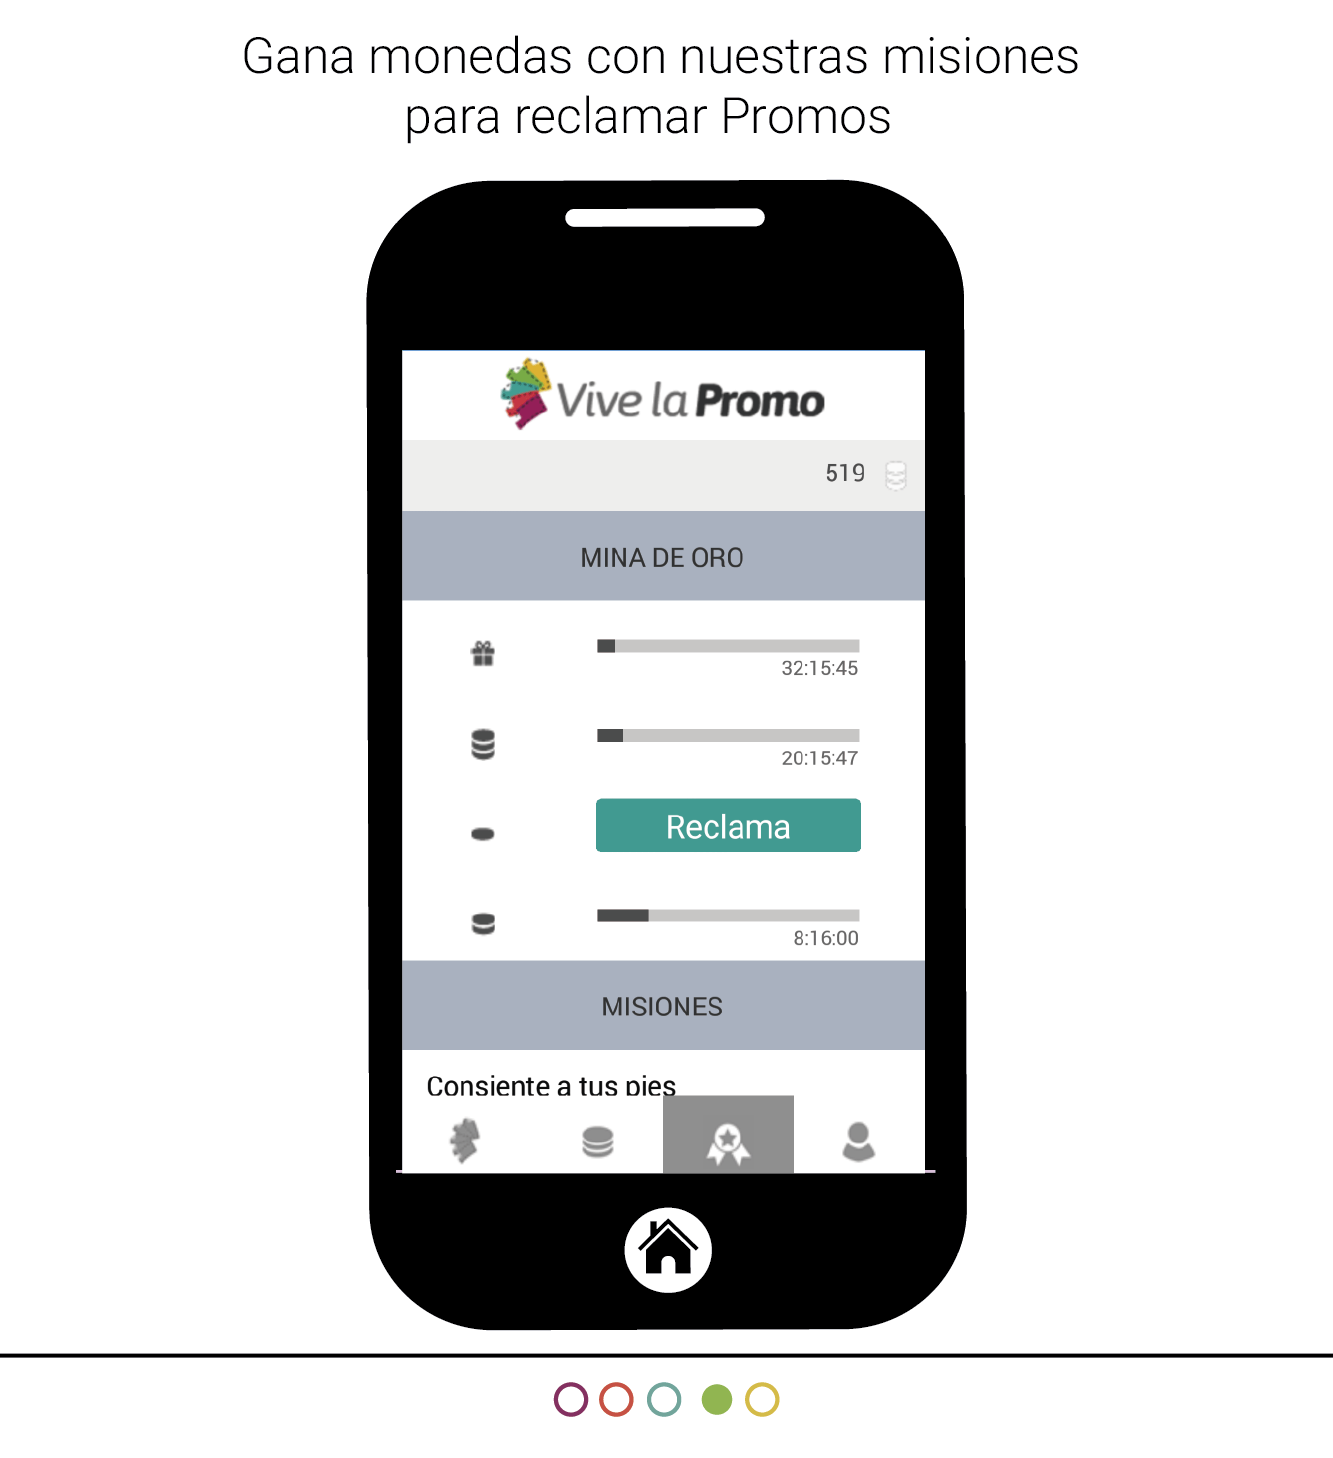 Gana monedas con nuestras misiones
para reclamar Promos
Vive la Promo
519
MINA DE ORO
32:15:45
20:15:47
Reclama
8:16:00
MISIONES
Consiente a tus pies